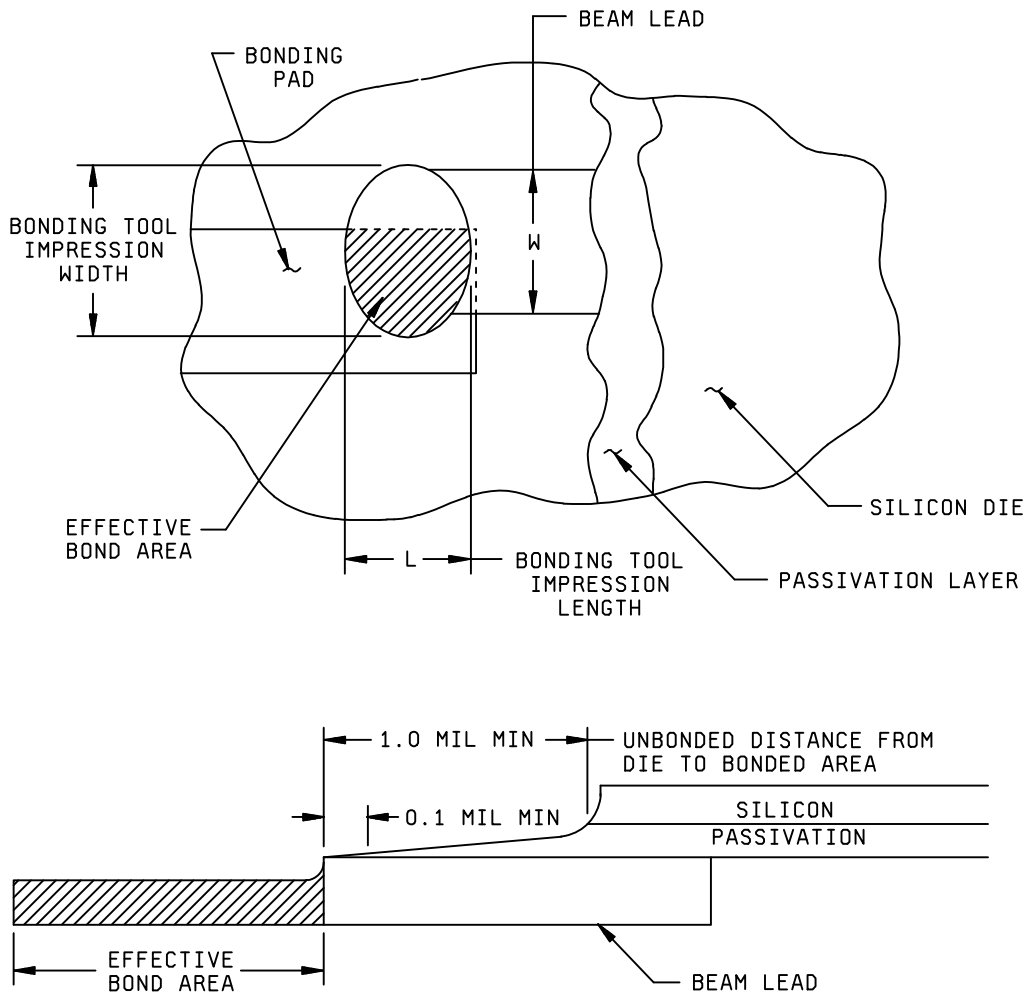 BEAM LEAD
BONDING
PAD
BONDING TOOL
IMPRESSION
WIDTH
W
EFFECTIVE
BOND AREA
L
BONDING TOOL
IMPRESSION
LENGTH
SILICON DIE
PASSIVATION LAYER
1.0 MIL MIN
UNBONDED DISTANCE FROM
DIE TO BONDED AREA
0.1 MIL MIN
SILICON
PASSIVATION
EFFECTIVE
BOND AREA
BEAM LEAD